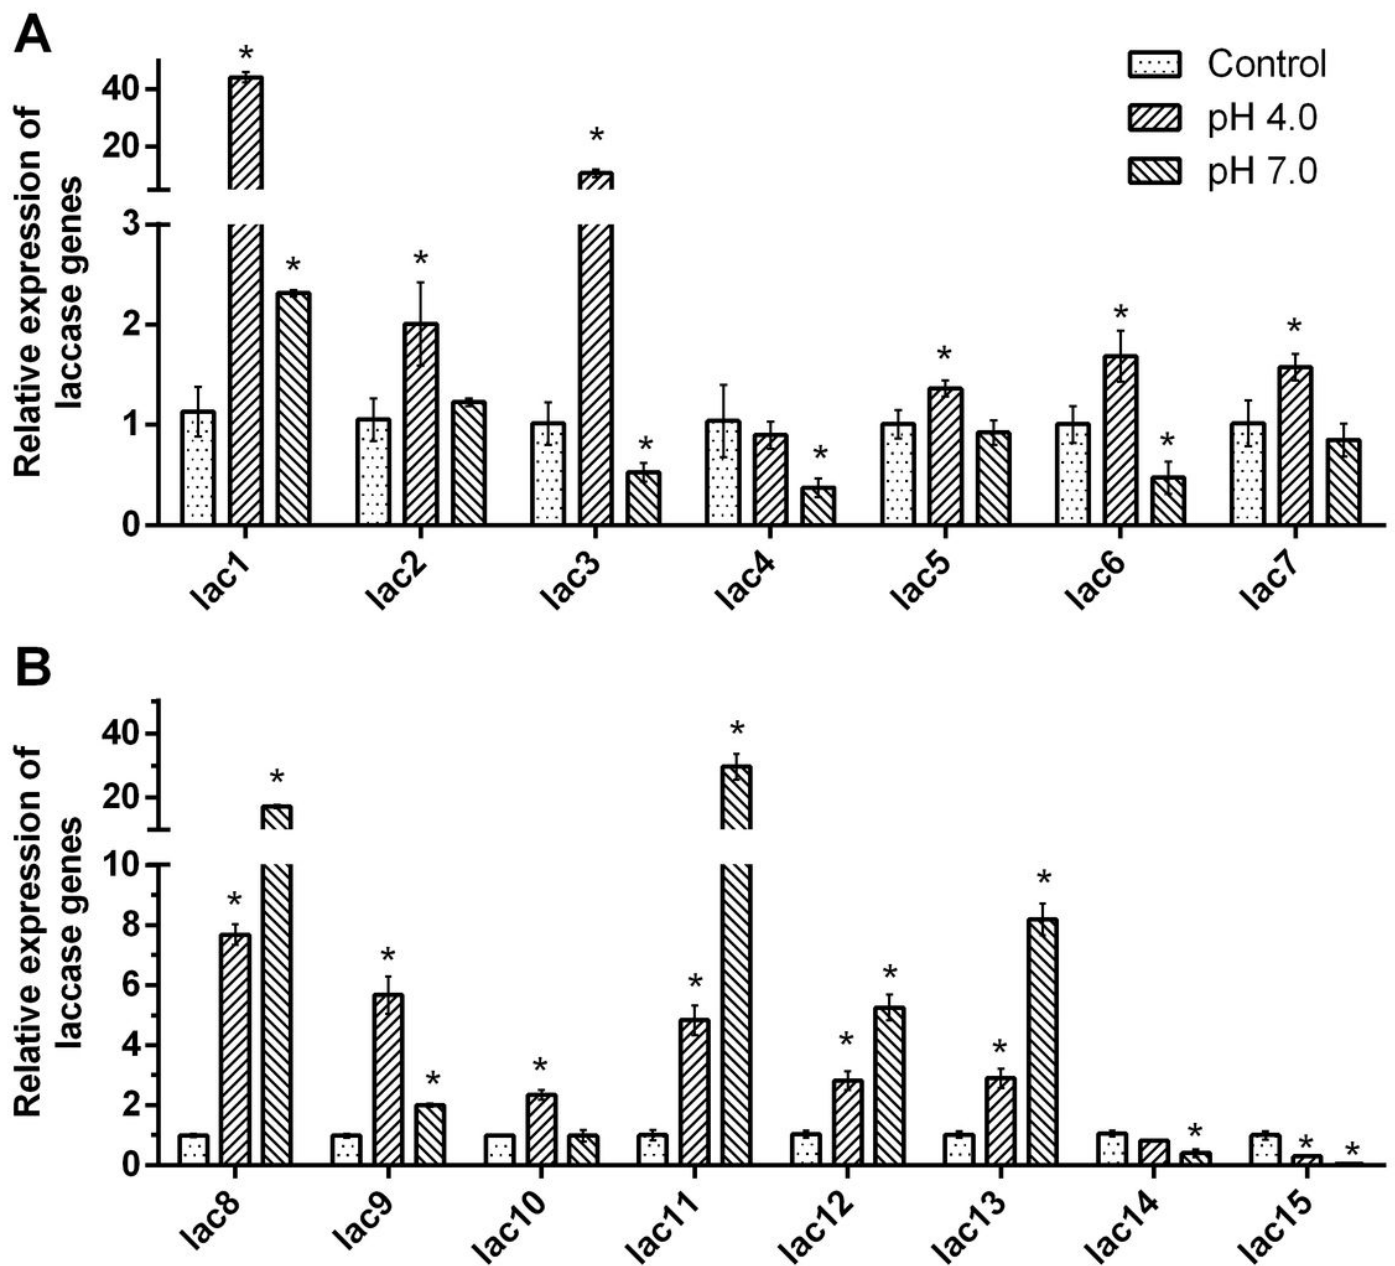 A
Relative expression of
laccase genes
40
20
3
2
1
0
*
*
*
*
*
*
*
*
*
*
Control
pH 4.0
pH 7.0
lac1
lac2
lac3
lac4
lac5
lac6
lac7
B
Relative expression of
laccase genes
40
20
10
8
6
4
2
0
*
*
*
*
*
*
*
*
*
*
*
*
*
*
lac8
lac9
lac10
lac11
lac12
lac13
lac14
lac15